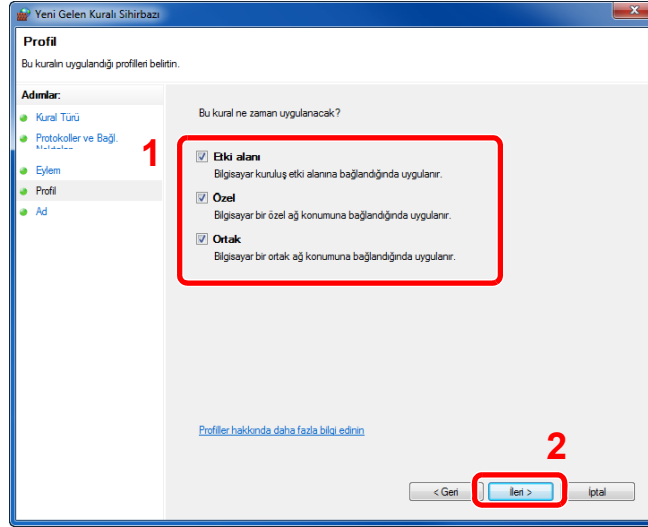 Yeni Gelen Kuralı Sihirbazı
Profil
Bu kuralın uygulandığı profilleri belirtin.
Adımlar:
Kural Türü
Protokoller ve Bağl.
Eylem
Profil
Ad
Bu kural ne zaman uygulanacak?
1
Etki alanı
Bilgisayar kuruluş etki alanına bağlandığında uygulanır.
Özel
Bilgisayar bir özel ağ konumuna bağlandığında uygulanır.
Ortak
Bilgisayar bir ortak ağ konumuna bağlandığında uygulanır.
Profiller hakkında daha fazla bilgi edinin
2
< Geri İleri > İptal